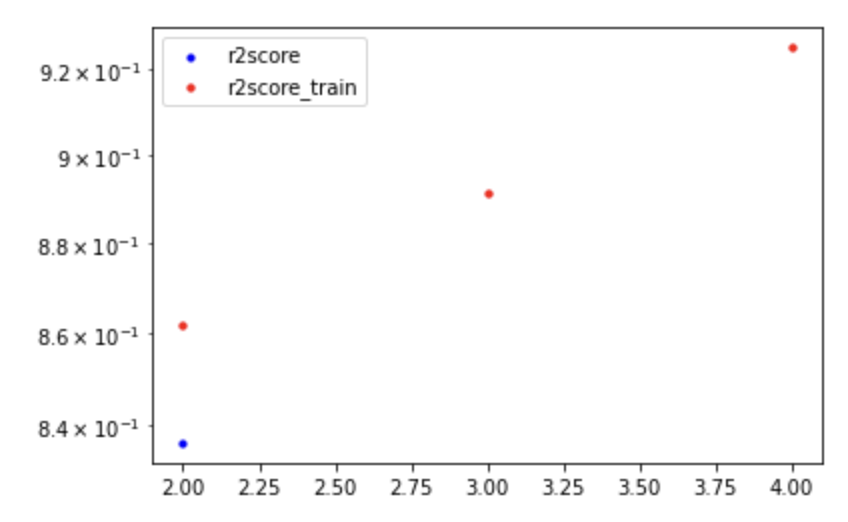 r2score
r2score_train
9.2 × 10⁻¹
9 × 10⁻¹
8.8 × 10⁻¹
8.6 × 10⁻¹
8.4 × 10⁻¹
2.00 2.25 2.50 2.75 3.00 3.25 3.50 3.75 4.00